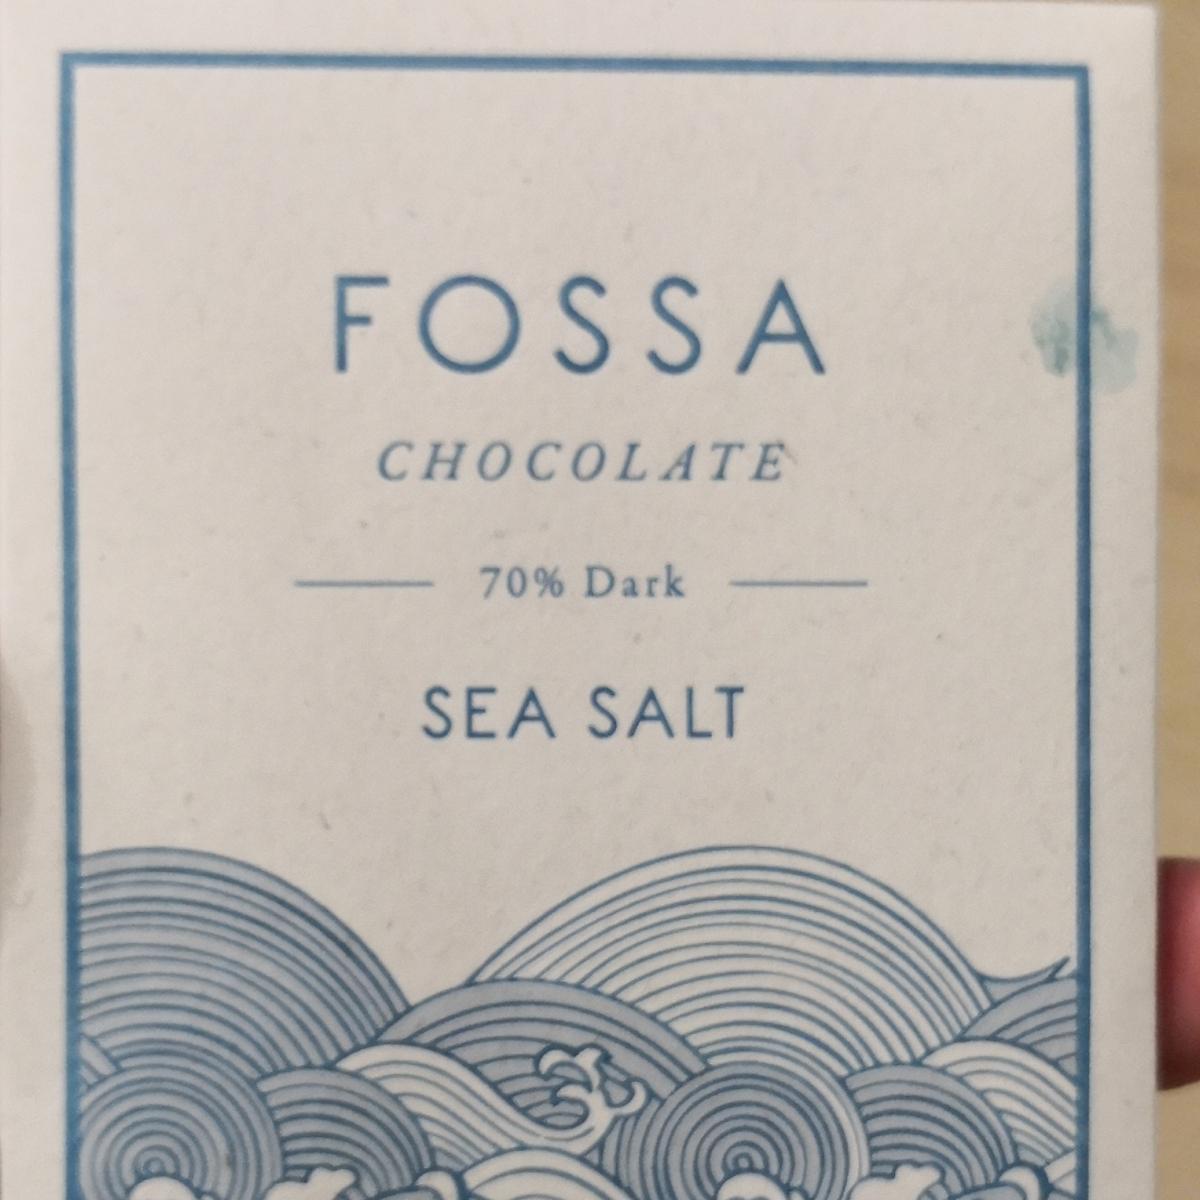 FOSSA
CHOCOLATE
70% Dark
SEA SALT